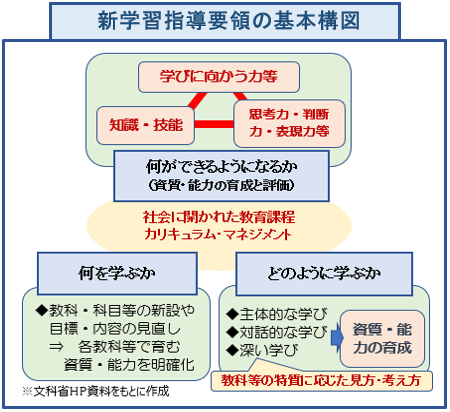 新学習指導要領の基本構図
学びに向かう力等
知識・技能
思考力・判断
力・表現力等
何ができるようになるか
（資質・能力の育成と評価）
社会に開かれた教育課程
カリキュラム・マネジメント
何を学ぶか
◆教科・科目等の新設や
目標・内容の見直し
⇒ 各教科等で育む
資質・能力を明確化
どのように学ぶか
◆主体的な学び
◆対話的な学び
◆深い学び
資質・能
力の育成
教科等の特質に応じた見方・考え方
※文科省HP資料をもとに作成